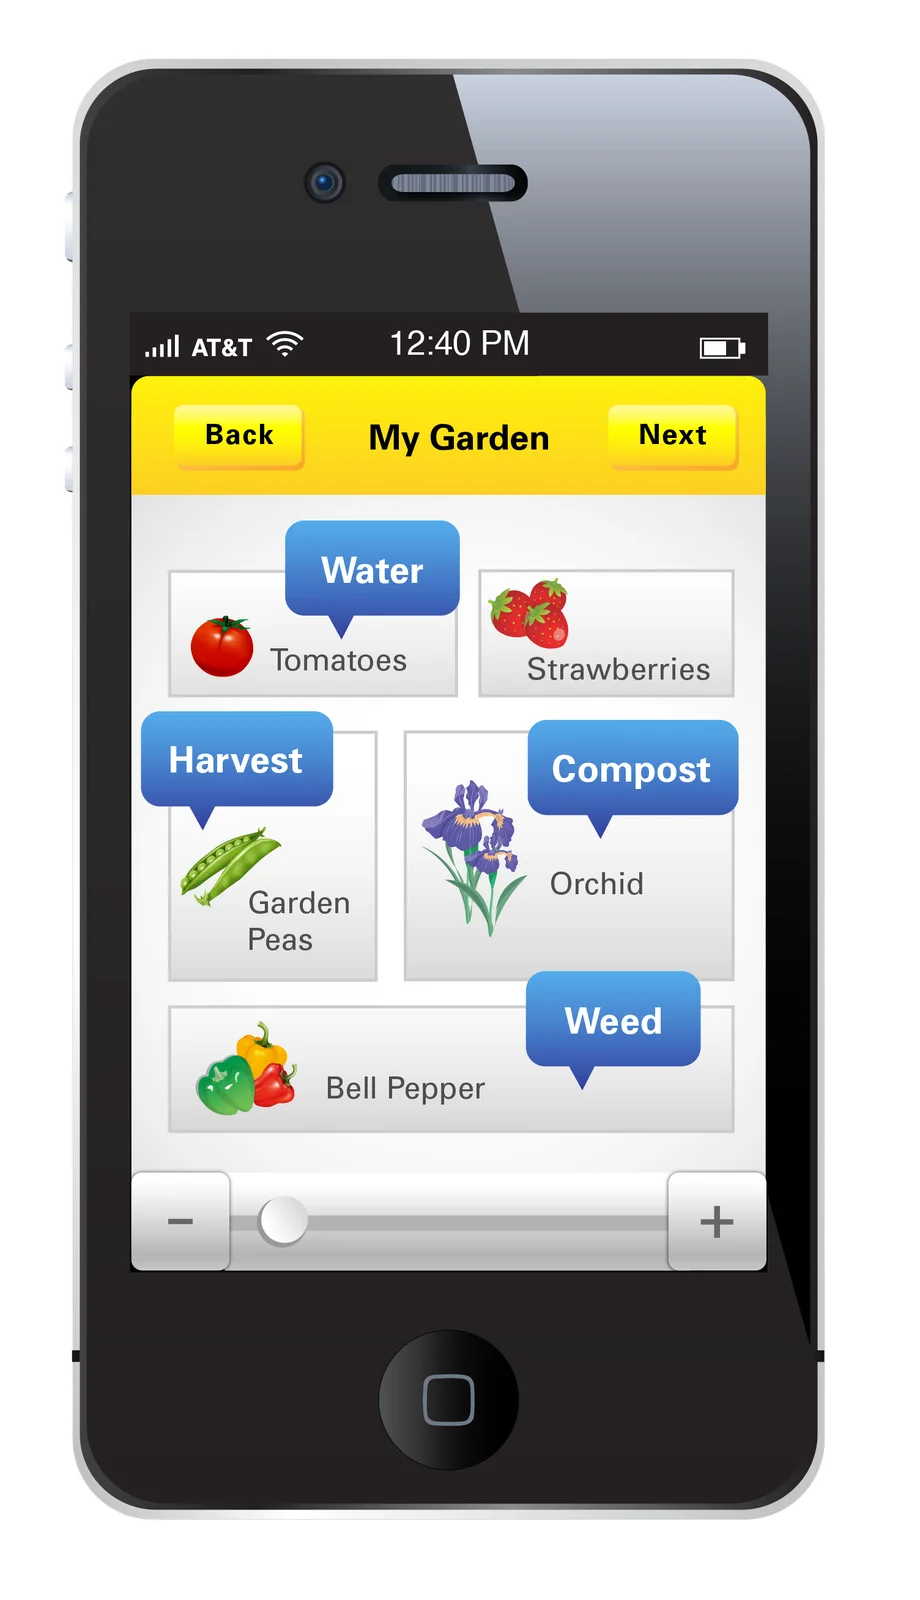 AT&T 12:40 PM
Back My Garden Next
Water
Tomatoes
Strawberries
Harvest
Garden
Peas
Compost
Orchid
Weed
Bell Pepper
− +